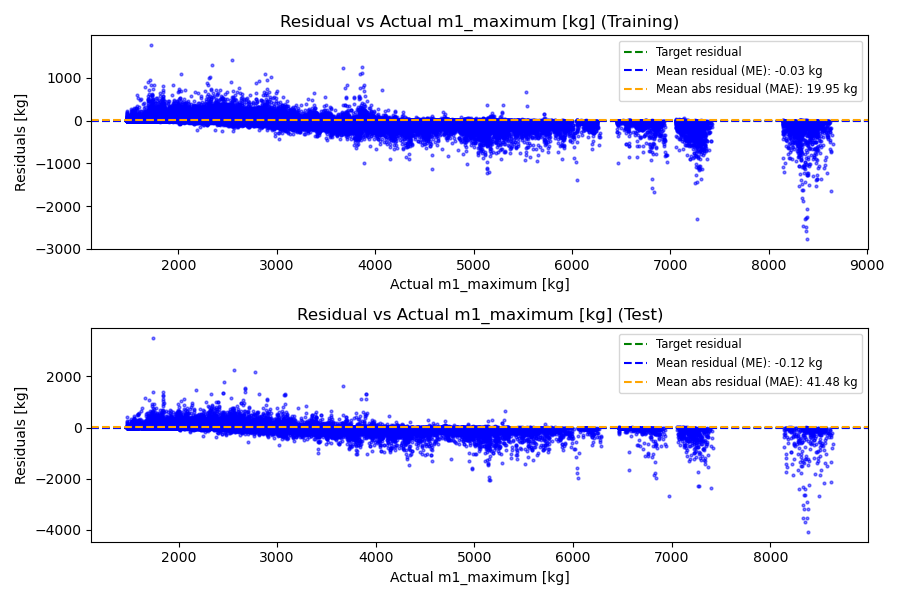 Residual vs Actual m1_maximum [kg] (Training)
Residuals [kg]
1000
0
−1000
−2000
−3000
Target residual
Mean residual (ME): -0.03 kg
Mean abs residual (MAE): 19.95 kg
2000 3000 4000 5000 6000 7000 8000 9000
Actual m1_maximum [kg]
Residual vs Actual m1_maximum [kg] (Test)
Residuals [kg]
2000
0
−2000
−4000
Target residual
Mean residual (ME): -0.12 kg
Mean abs residual (MAE): 41.48 kg
2000 3000 4000 5000 6000 7000 8000
Actual m1_maximum [kg]